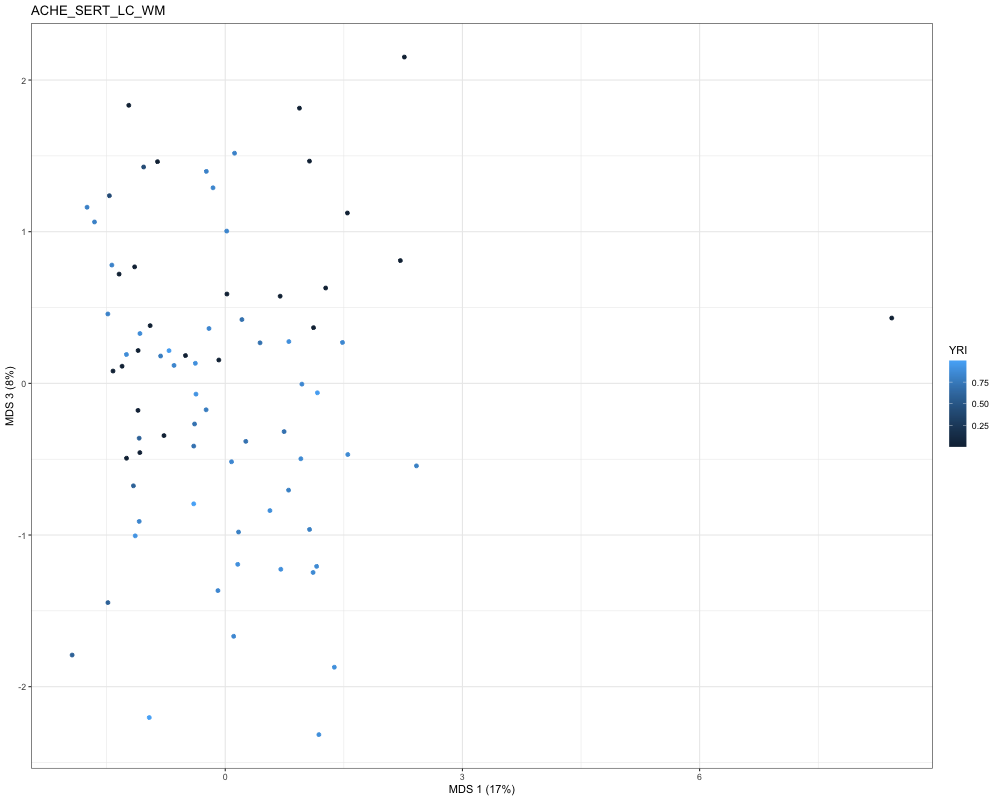 ACHE_SERT_LC_WM
2
1
0
-1
-2
MDS 3 (8%)
0
3
6
MDS 1 (17%)
YRI
0.75
0.50
0.25